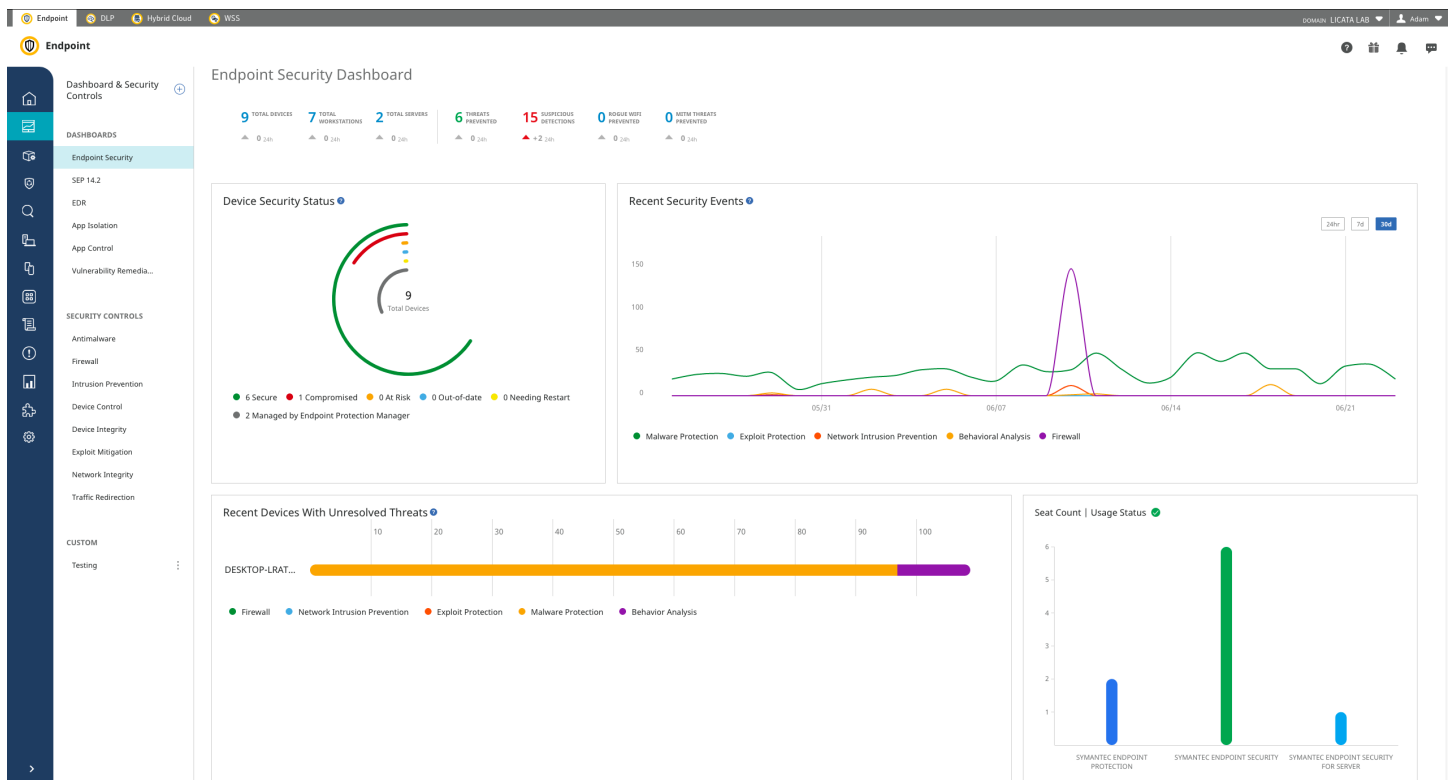 Endpoint DLP Hybrid Cloud WSS DOMAIN LICATA LAB Adam
Endpoint
Dashboard & Security
Controls
DASHBOARDS
Endpoint Security
SEP 14.2
EDR
App Isolation
App Control
Vulnerability Remedia...
SECURITY CONTROLS
Antimalware
Firewall
Intrusion Prevention
Device Control
Device Integrity
Exploit Mitigation
Network Integrity
Traffic Redirection
CUSTOM
Testing
Endpoint Security Dashboard
9 TOTAL DEVICES
0 24h
7 TOTAL
WORKSTATIONS
0 24h
2 TOTAL SERVERS
0 24h
6 THREATS
PREVENTED
0 24h
15 SUSPICIOUS
DETECTIONS
+2 24h
0 ROGUE WIFI
PREVENTED
0 24h
0 MITM THREATS
PREVENTED
0 24h
Device Security Status
9
Total Devices
6 Secure 1 Compromised 0 At Risk 0 Out-of-date 0 Needing Restart
2 Managed by Endpoint Protection Manager
Recent Security Events
24hr 7d 30d
150
100
50
0
05/31 06/07 06/14 06/21
Malware Protection Exploit Protection Network Intrusion Prevention Behavioral Analysis Firewall
Recent Devices With Unresolved Threats
10 20 30 40 50 60 70 80 90 100
DESKTOP-LRAT...
Firewall Network Intrusion Prevention Exploit Protection Malware Protection Behavior Analysis
Seat Count | Usage Status
6
5
4
3
2
1
SYMANTEC ENDPOINT
PROTECTION
SYMANTEC ENDPOINT SECURITY
SYMANTEC ENDPOINT SECURITY
FOR SERVER